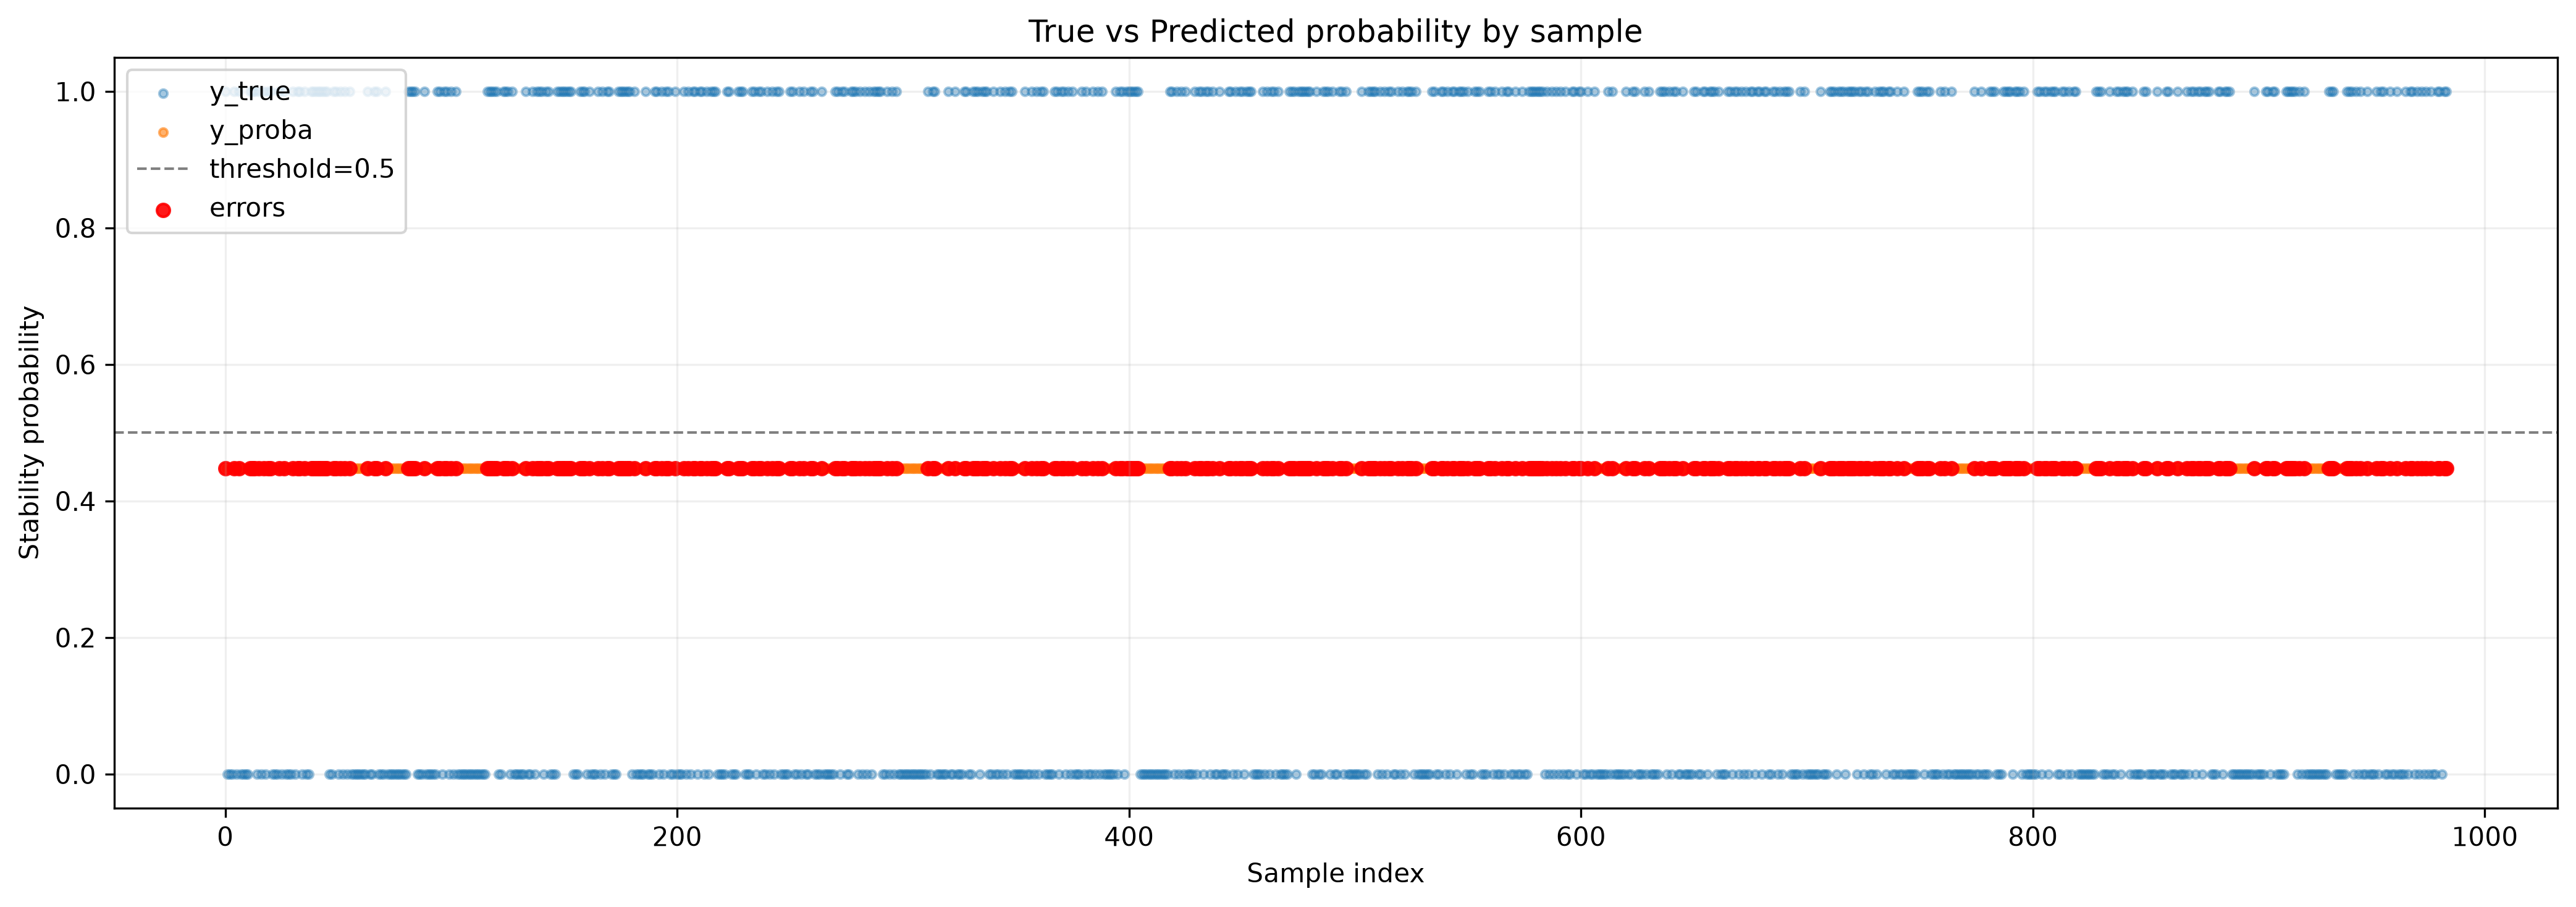 True vs Predicted probability by sample
y_true
y_proba
threshold=0.5
errors
Stability probability
1.0
0.8
0.6
0.4
0.2
0.0
0 200 400 600 800 1000
Sample index